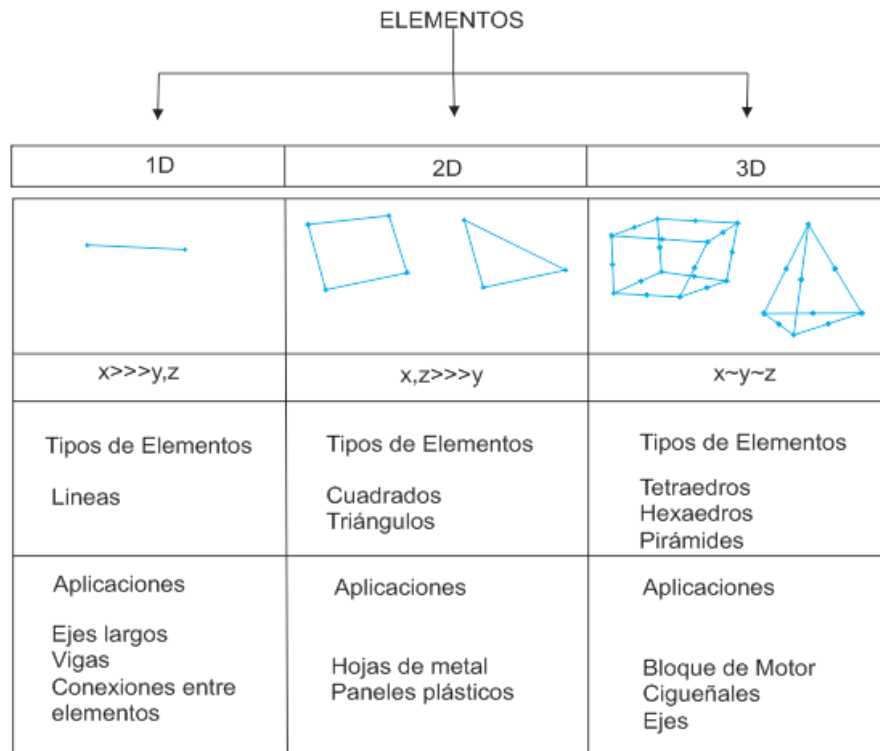 ELEMENTOS
1D
2D
3D
x>>>y,z
x,z>>>y
x~y~z
Tipos de Elementos
Lineas
Tipos de Elementos
Cuadrados
Triángulos
Tipos de Elementos
Tetraedros
Hexaedros
Pirámides
Aplicaciones
Ejes largos
Vigas
Conexiones entre
elementos
Aplicaciones
Hojas de metal
Paneles plásticos
Aplicaciones
Bloque de Motor
Cigueñales
Ejes